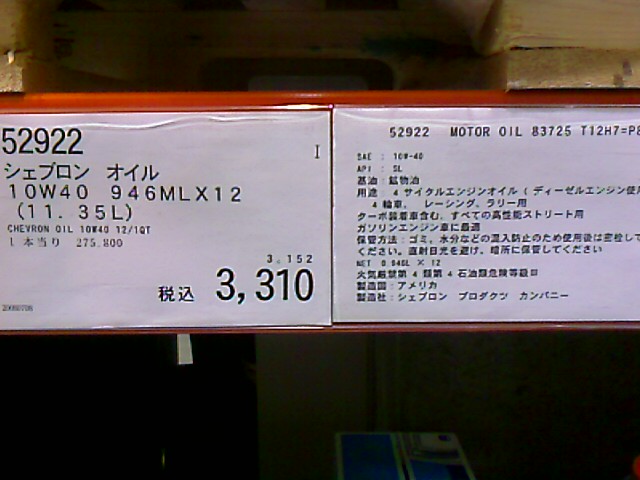 52922
シェブロン オイル
10W40 946MLX12
(11.35L)
CHEVRON OIL 10W40 12/1QT
1本当り 275.800
3,152
税込 3,310
I
52922 MOTOR OIL 83725 T12H7=P8
SAE : 10W-40
API : SL
基油:鉱物油
用途:4サイクルエンジンオイル(ディーゼルエンジン使用
4輪車、レーシング、ラリー用
ターボ装着車含む、すべての高性能ストリート用
ガソリンエンジン車に最適
保管方法:ゴミ、水分などの混入防止のため使用後は密栓して
ください。直射日光を避け、暗所に保管してください
NET 0.946L × 12
火気厳禁第4類第4石油類危険等級Ⅲ
製造国:アメリカ
製造社:シェブロン プロダクツ カンパニー